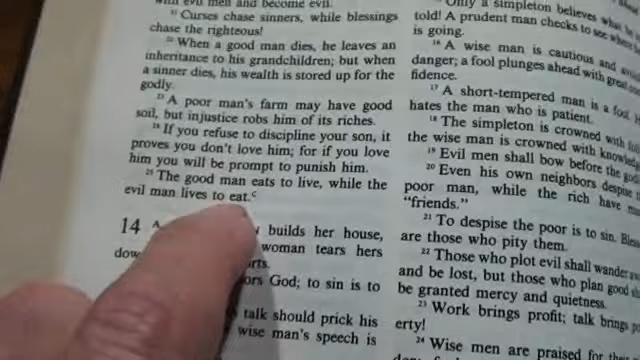 with evil men and become evil.
21 Curses chase sinners, while blessings
chase the righteous!
22 When a good man dies, he leaves an
inheritance to his grandchildren; but when
a sinner dies, his wealth is stored up for the
godly.
23 A poor man's farm may have good
soil, but injustice robs him of its riches.
24 If you refuse to discipline your son, it
proves you don't love him; for if you love
him you will be prompt to punish him.
25 The good man eats to live, while the
evil man lives to eat.c
14 builds her house,
woman tears hers
God; to sin is to
talk should prick his
wise man's speech is
Only a simpleton believes what
told! A prudent man checks to see where
is going.
16 A wise man is cautious and
danger; a fool plunges ahead with great
fidence.
17 A short-tempered man is a fool.
hates the man who is patient.
18 The simpleton is crowned with
the wise man is crowned with
19 Evil men shall bow before the
20 Even his own neighbors despise
poor man, while the rich have
"friends."
21 To despise the poor is to sin.
are those who pity them.
22 Those who plot evil shall wander
and be lost, but those who plan good
be granted mercy and quietness.
23 Work brings profit; talk brings
erty!
24 Wise men are praised for their